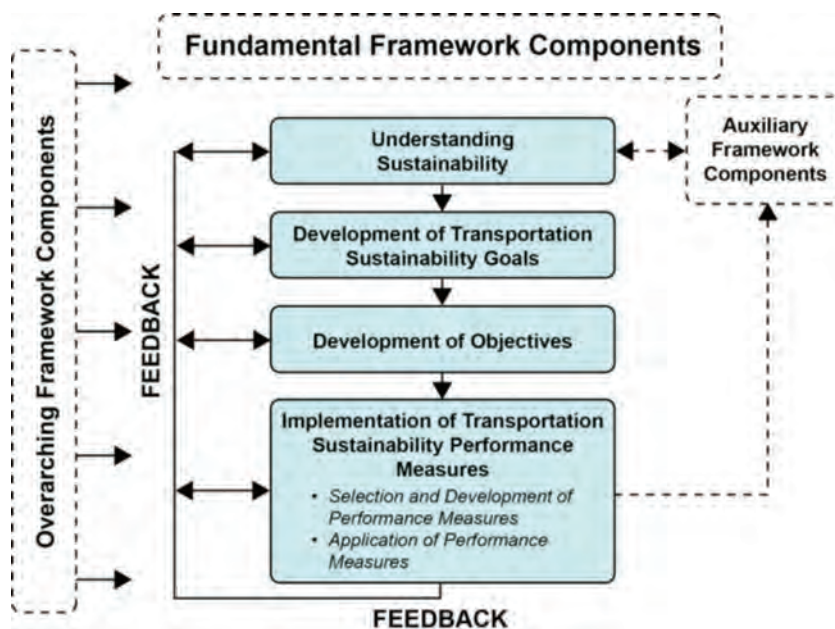 Fundamental Framework Components
Overarching Framework Components
Understanding
Sustainability
Auxiliary
Framework
Components
Development of Transportation
Sustainability Goals
Development of Objectives
Implementation of Transportation
Sustainability Performance
Measures
• Selection and Development of
Performance Measures
• Application of Performance
Measures
FEEDBACK
FEEDBACK